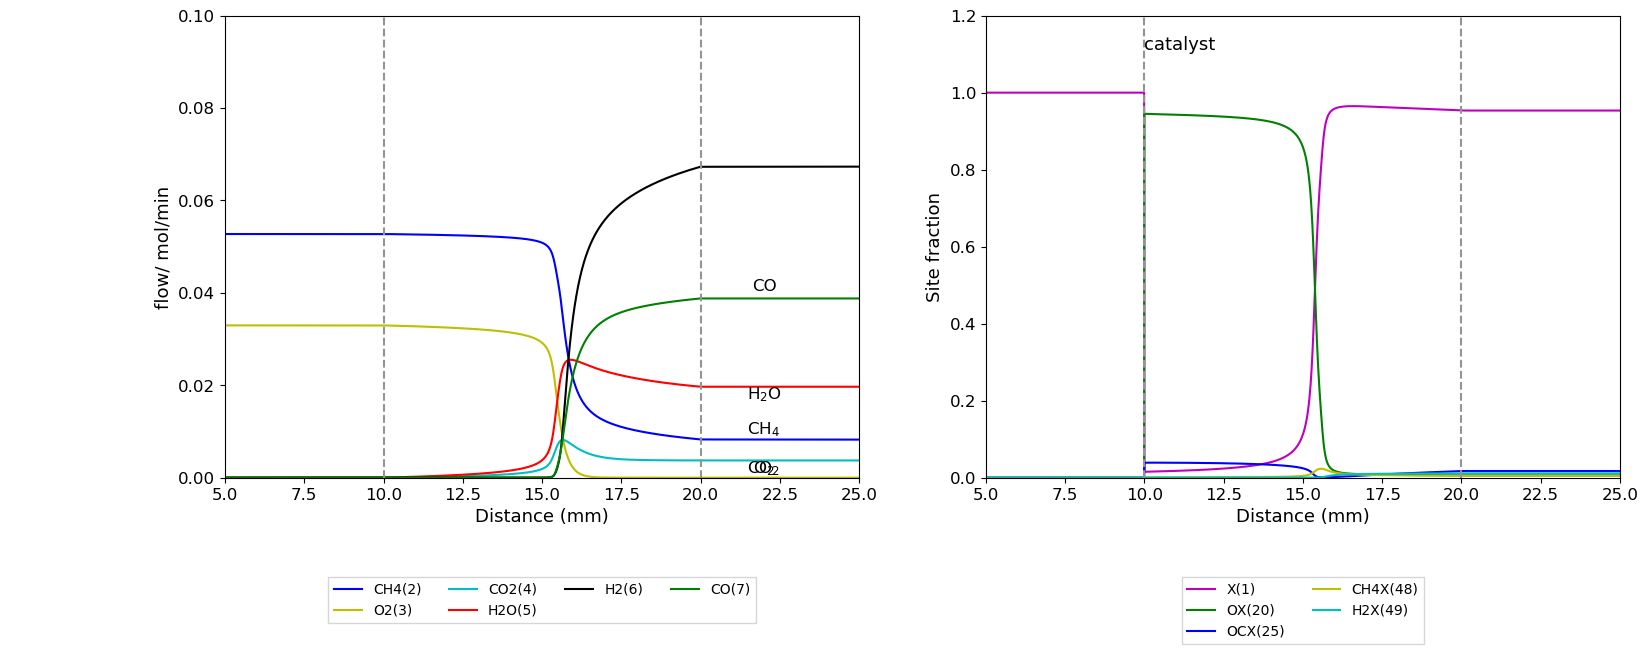 0.10
0.08
0.06
0.04
0.02
0.00
flow/ mol/min
CO
H₂O
CH₄
CO₂
O₂
5.0 7.5 10.0 12.5 15.0 17.5 20.0 22.5 25.0
Distance (mm)
CH4(2) CO2(4) H2(6) CO(7)
O2(3) H2O(5)
1.2
1.0
0.8
0.6
0.4
0.2
0.0
Site fraction
catalyst
5.0 7.5 10.0 12.5 15.0 17.5 20.0 22.5 25.0
Distance (mm)
X(1) CH4X(48)
OX(20) H2X(49)
OCX(25)